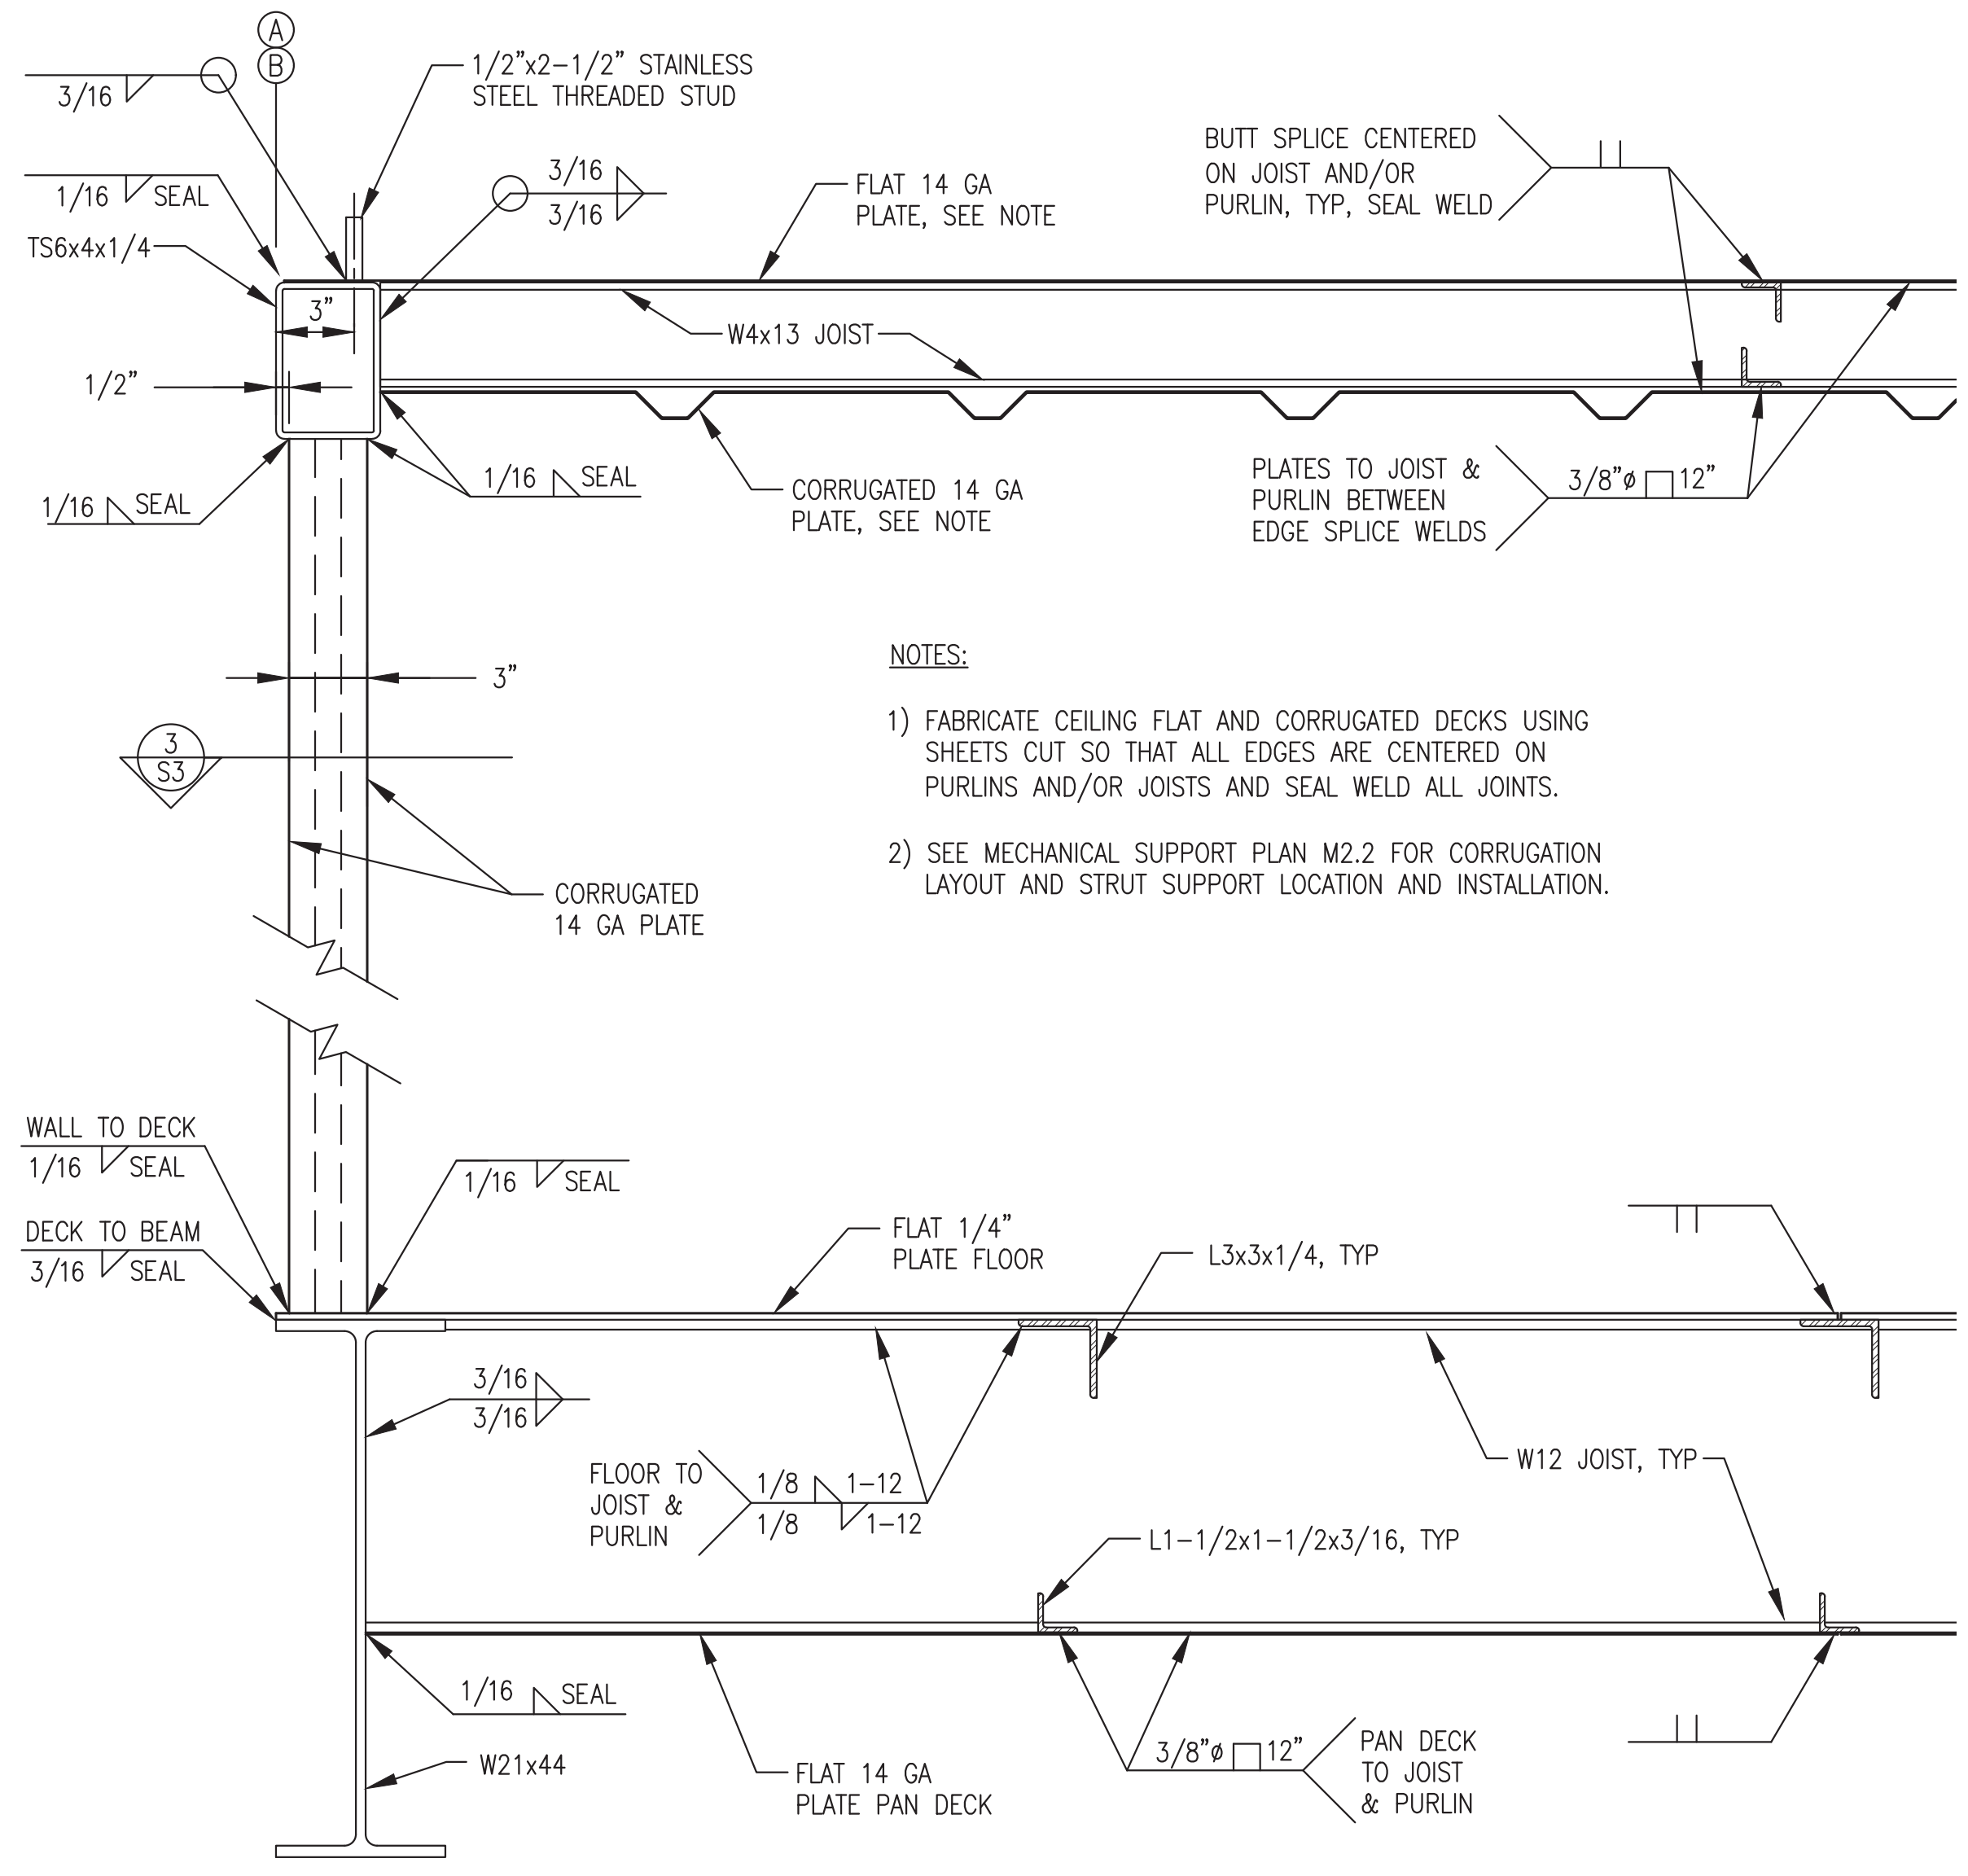 A
B
3/16
1/2"x2-1/2" STAINLESS
STEEL THREADED STUD
1/16 SEAL
3/16
3/16
TS6x4x1/4
FLAT 14 GA
PLATE, SEE NOTE
BUTT SPLICE CENTERED
ON JOIST AND/OR
PURLIN, TYP, SEAL WELD
3"
W4x13 JOIST
1/2"
1/16 SEAL
1/16 SEAL
CORRUGATED 14 GA
PLATE, SEE NOTE
PLATES TO JOIST &
PURLIN BETWEEN
EDGE SPLICE WELDS
3/8"ø 12"
3"
3
S3
NOTES:
1) FABRICATE CEILING FLAT AND CORRUGATED DECKS USING
SHEETS CUT SO THAT ALL EDGES ARE CENTERED ON
PURLINS AND/OR JOISTS AND SEAL WELD ALL JOINTS.
2) SEE MECHANICAL SUPPORT PLAN M2.2 FOR CORRUGATION
LAYOUT AND STRUT SUPPORT LOCATION AND INSTALLATION.
CORRUGATED
14 GA PLATE
WALL TO DECK
1/16 SEAL
1/16 SEAL
DECK TO BEAM
3/16 SEAL
FLAT 1/4"
PLATE FLOOR
L3x3x1/4, TYP
3/16
3/16
FLOOR TO
JOIST &
PURLIN
1/8 1-12
1/8 1-12
W12 JOIST, TYP
L1-1/2x1-1/2x3/16, TYP
1/16 SEAL
W21x44
FLAT 14 GA
PLATE PAN DECK
3/8"ø 12"
PAN DECK
TO JOIST
& PURLIN